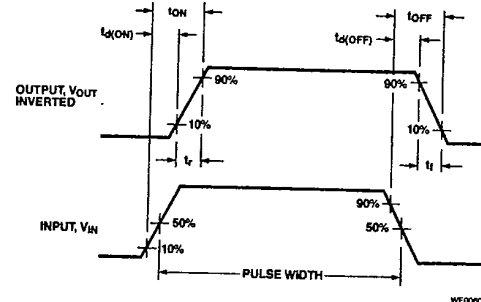 tON
tOFF
td(ON)
td(OFF)
OUTPUT, VOUT
INVERTED
90%
90%
10%
10%
tr
tf
INPUT, VIN
90%
50%
50%
10%
PULSE WIDTH